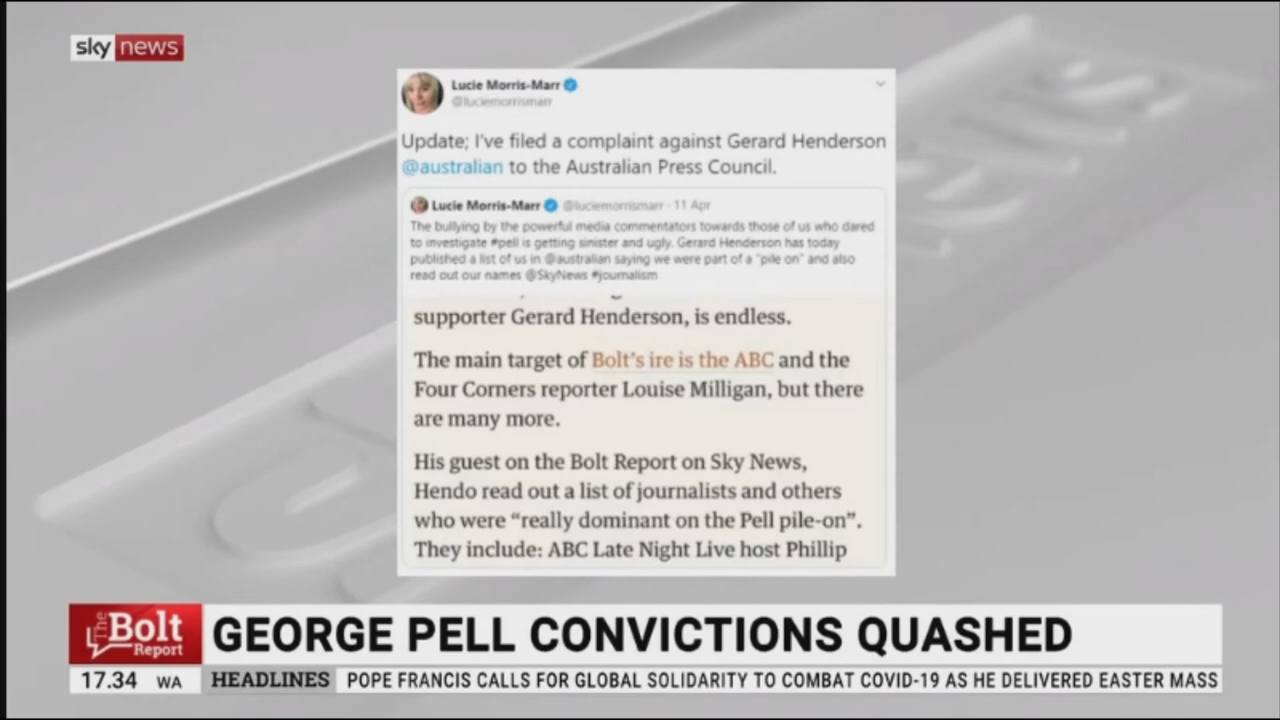 sky news
Lucie Morris-Marr
@luciemorrismarr
Update; I've filed a complaint against Gerard Henderson
@australian to the Australian Press Council.
Lucie Morris-Marr @luciemorrismarr · 11 Apr
The bullying by the powerful media commentators towards those of us who dared
to investigate #pell is getting sinister and ugly. Gerard Henderson has today
published a list of us in @australian saying we were part of a "pile on" and also
read out our names @SkyNews #journalism
supporter Gerard Henderson, is endless.
The main target of Bolt's ire is the ABC and the
Four Corners reporter Louise Milligan, but there
are many more.
His guest on the Bolt Report on Sky News,
Hendo read out a list of journalists and others
who were "really dominant on the Pell pile-on".
They include: ABC Late Night Live host Phillip
The Bolt Report
GEORGE PELL CONVICTIONS QUASHED
17.34 WA
HEADLINES POPE FRANCIS CALLS FOR GLOBAL SOLIDARITY TO COMBAT COVID-19 AS HE DELIVERED EASTER MASS